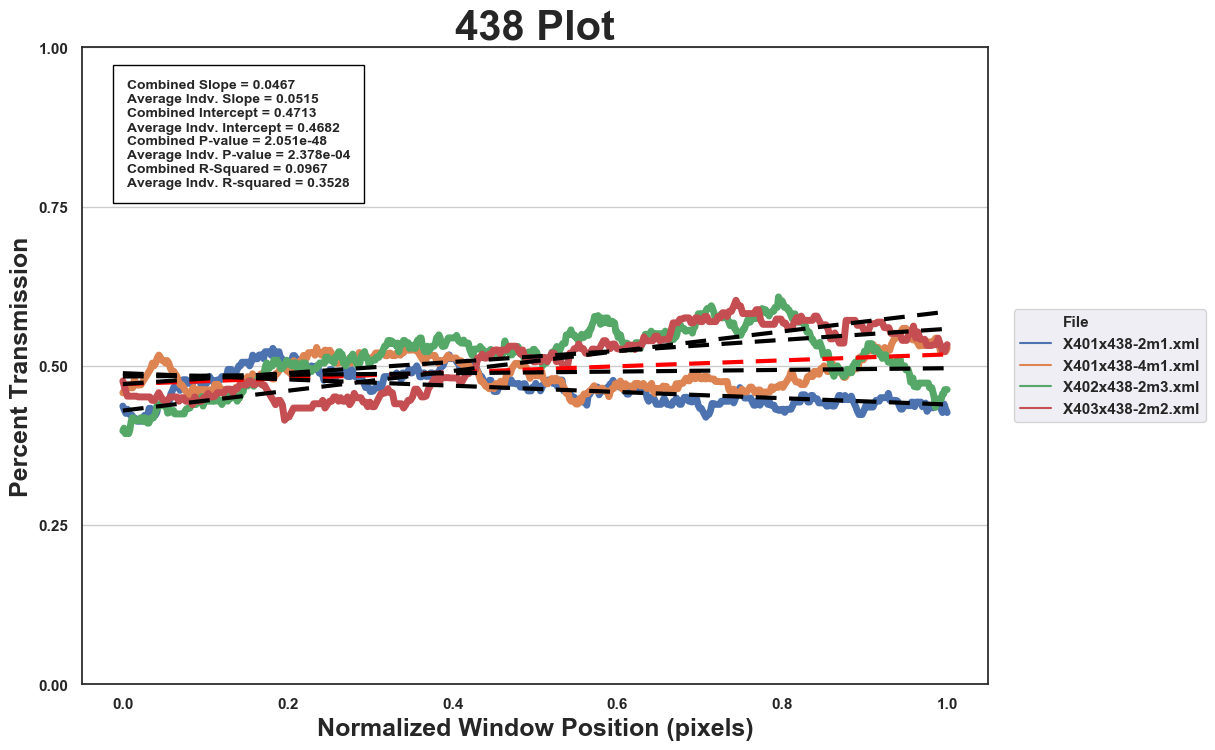 438 Plot
1.00
Combined Slope = 0.0467
Average Indv. Slope = 0.0515
Combined Intercept = 0.4713
Average Indv. Intercept = 0.4682
Combined P-value = 2.051e-48
Average Indv. P-value = 2.378e-04
Combined R-Squared = 0.0967
Average Indv. R-squared = 0.3528
0.75
0.50
0.25
0.00
Percent Transmission
0.0 0.2 0.4 0.6 0.8 1.0
Normalized Window Position (pixels)
File
X401x438-2m1.xml
X401x438-4m1.xml
X402x438-2m3.xml
X403x438-2m2.xml